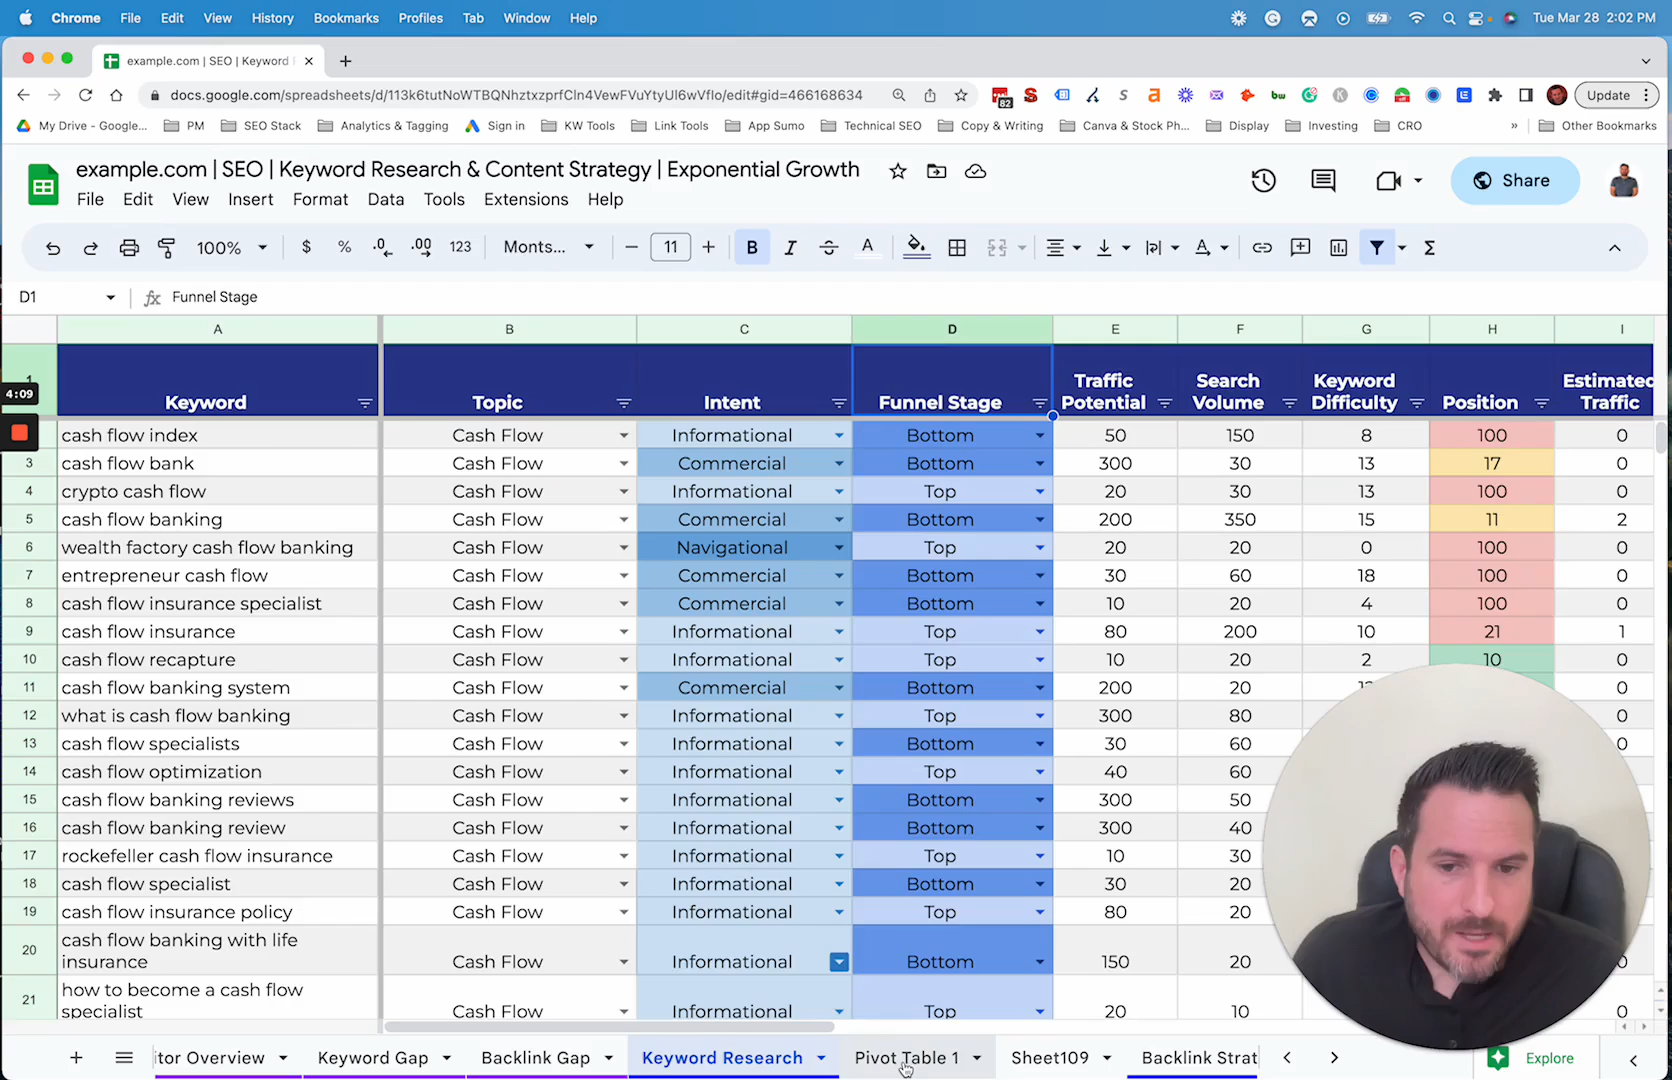 Chrome File Edit View History Bookmarks Profiles Tab Window Help Tue Mar 28 2:02 PM
example.com | SEO | Keyword
docs.google.com/spreadsheets/d/113k6tutNoWTBQNhztxzprfCln4VewFVuYtyUl6wVflo/edit#gid=466168634 82 bw Update
My Drive - Google... PM SEO Stack Analytics & Tagging Sign in KW Tools Link Tools App Sumo Technical SEO Copy & Writing Canva & Stock Ph... Display Investing CRO » Other Bookmarks
example.com | SEO | Keyword Research & Content Strategy | Exponential Growth
File Edit View Insert Format Data Tools Extensions Help
Share
100% $ % .0 .00 123 Monts... − 11 + B I A Σ
D1 fx Funnel Stage
A B C D E F G H I
1 Keyword Topic Intent Funnel Stage Traffic Potential Search Volume Keyword Difficulty Position Estimated Traffic
4:09
cash flow index Cash Flow Informational Bottom 50 150 8 100 0
3 cash flow bank Cash Flow Commercial Bottom 300 30 13 17 0
4 crypto cash flow Cash Flow Informational Top 20 30 13 100 0
5 cash flow banking Cash Flow Commercial Bottom 200 350 15 11 2
6 wealth factory cash flow banking Cash Flow Navigational Top 20 20 0 100 0
7 entrepreneur cash flow Cash Flow Commercial Bottom 30 60 18 100 0
8 cash flow insurance specialist Cash Flow Commercial Bottom 10 20 4 100 0
9 cash flow insurance Cash Flow Informational Top 80 200 10 21 1
10 cash flow recapture Cash Flow Informational Top 10 20 2 10 0
11 cash flow banking system Cash Flow Commercial Bottom 200 20 0
12 what is cash flow banking Cash Flow Informational Top 300 80 0
13 cash flow specialists Cash Flow Informational Bottom 30 60 0
14 cash flow optimization Cash Flow Informational Top 40 60
15 cash flow banking reviews Cash Flow Informational Bottom 300 50
16 cash flow banking review Cash Flow Informational Bottom 300 40
17 rockefeller cash flow insurance Cash Flow Informational Top 10 30
18 cash flow specialist Cash Flow Informational Bottom 30 20
19 cash flow insurance policy Cash Flow Informational Top 80 20
20 cash flow banking with life
insurance Cash Flow Informational Bottom 150 20
21 how to become a cash flow
specialist Cash Flow Informational Top 20 10 0
itor Overview Keyword Gap Backlink Gap Keyword Research Pivot Table 1 Sheet109 Backlink Strat Explore